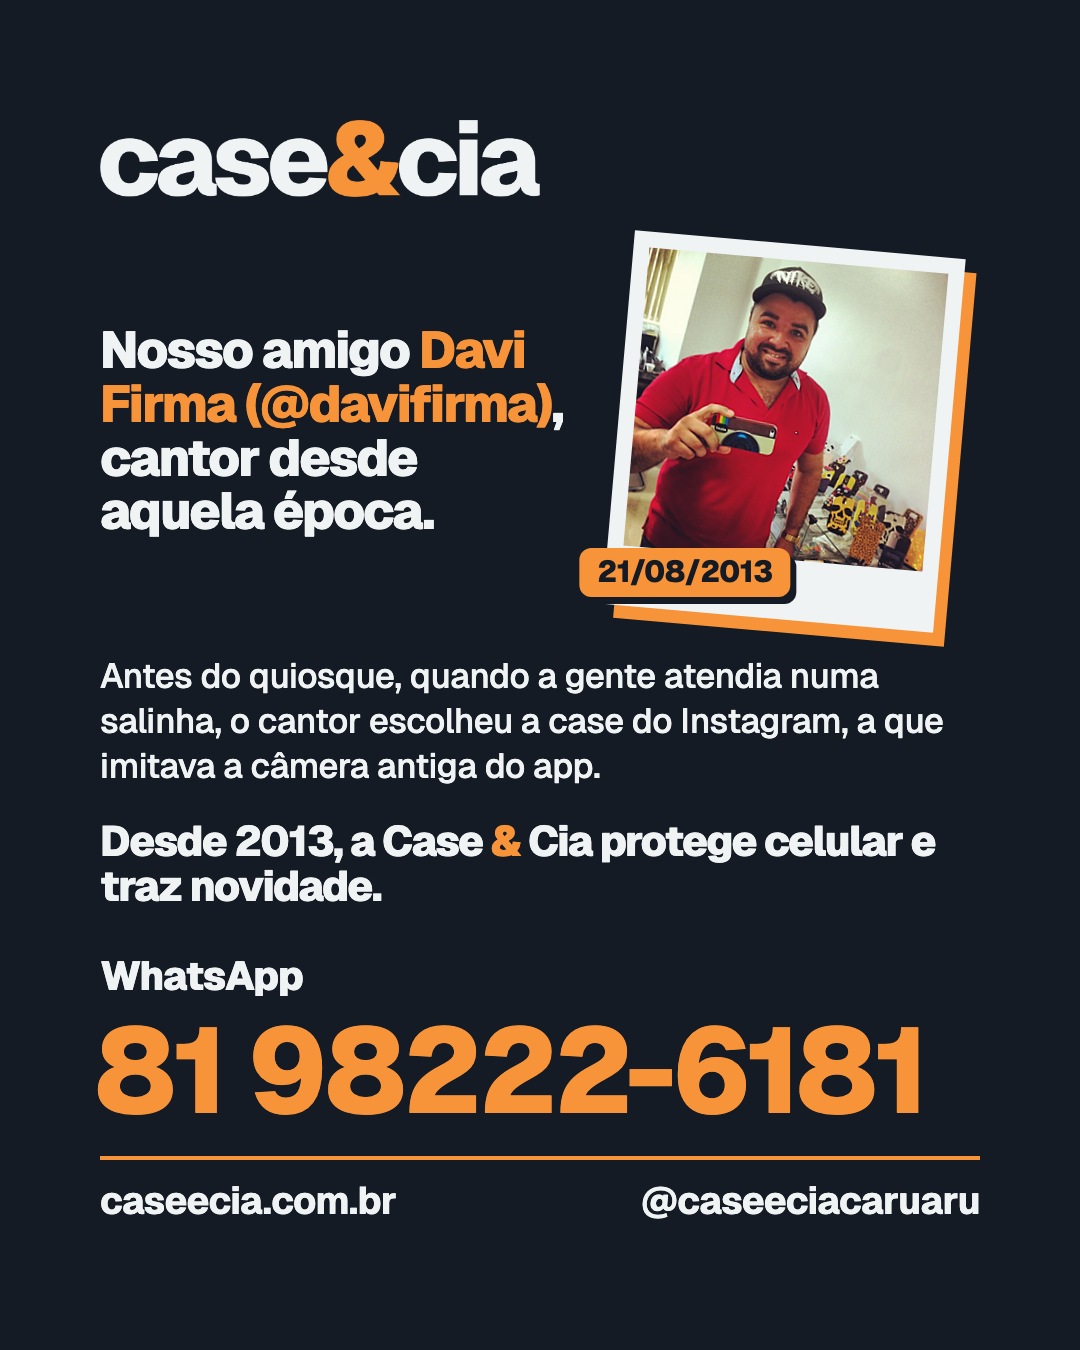 case&cia
Nosso amigo Davi
Firma (@davifirma),
cantor desde
aquela época.
NIKE
21/08/2013
Antes do quiosque, quando a gente atendia numa
salinha, o cantor escolheu a case do Instagram, a que
imitava a câmera antiga do app.
Desde 2013, a Case & Cia protege celular e
traz novidade.
WhatsApp
81 98222-6181
caseecia.com.br
@caseeciacaruaru